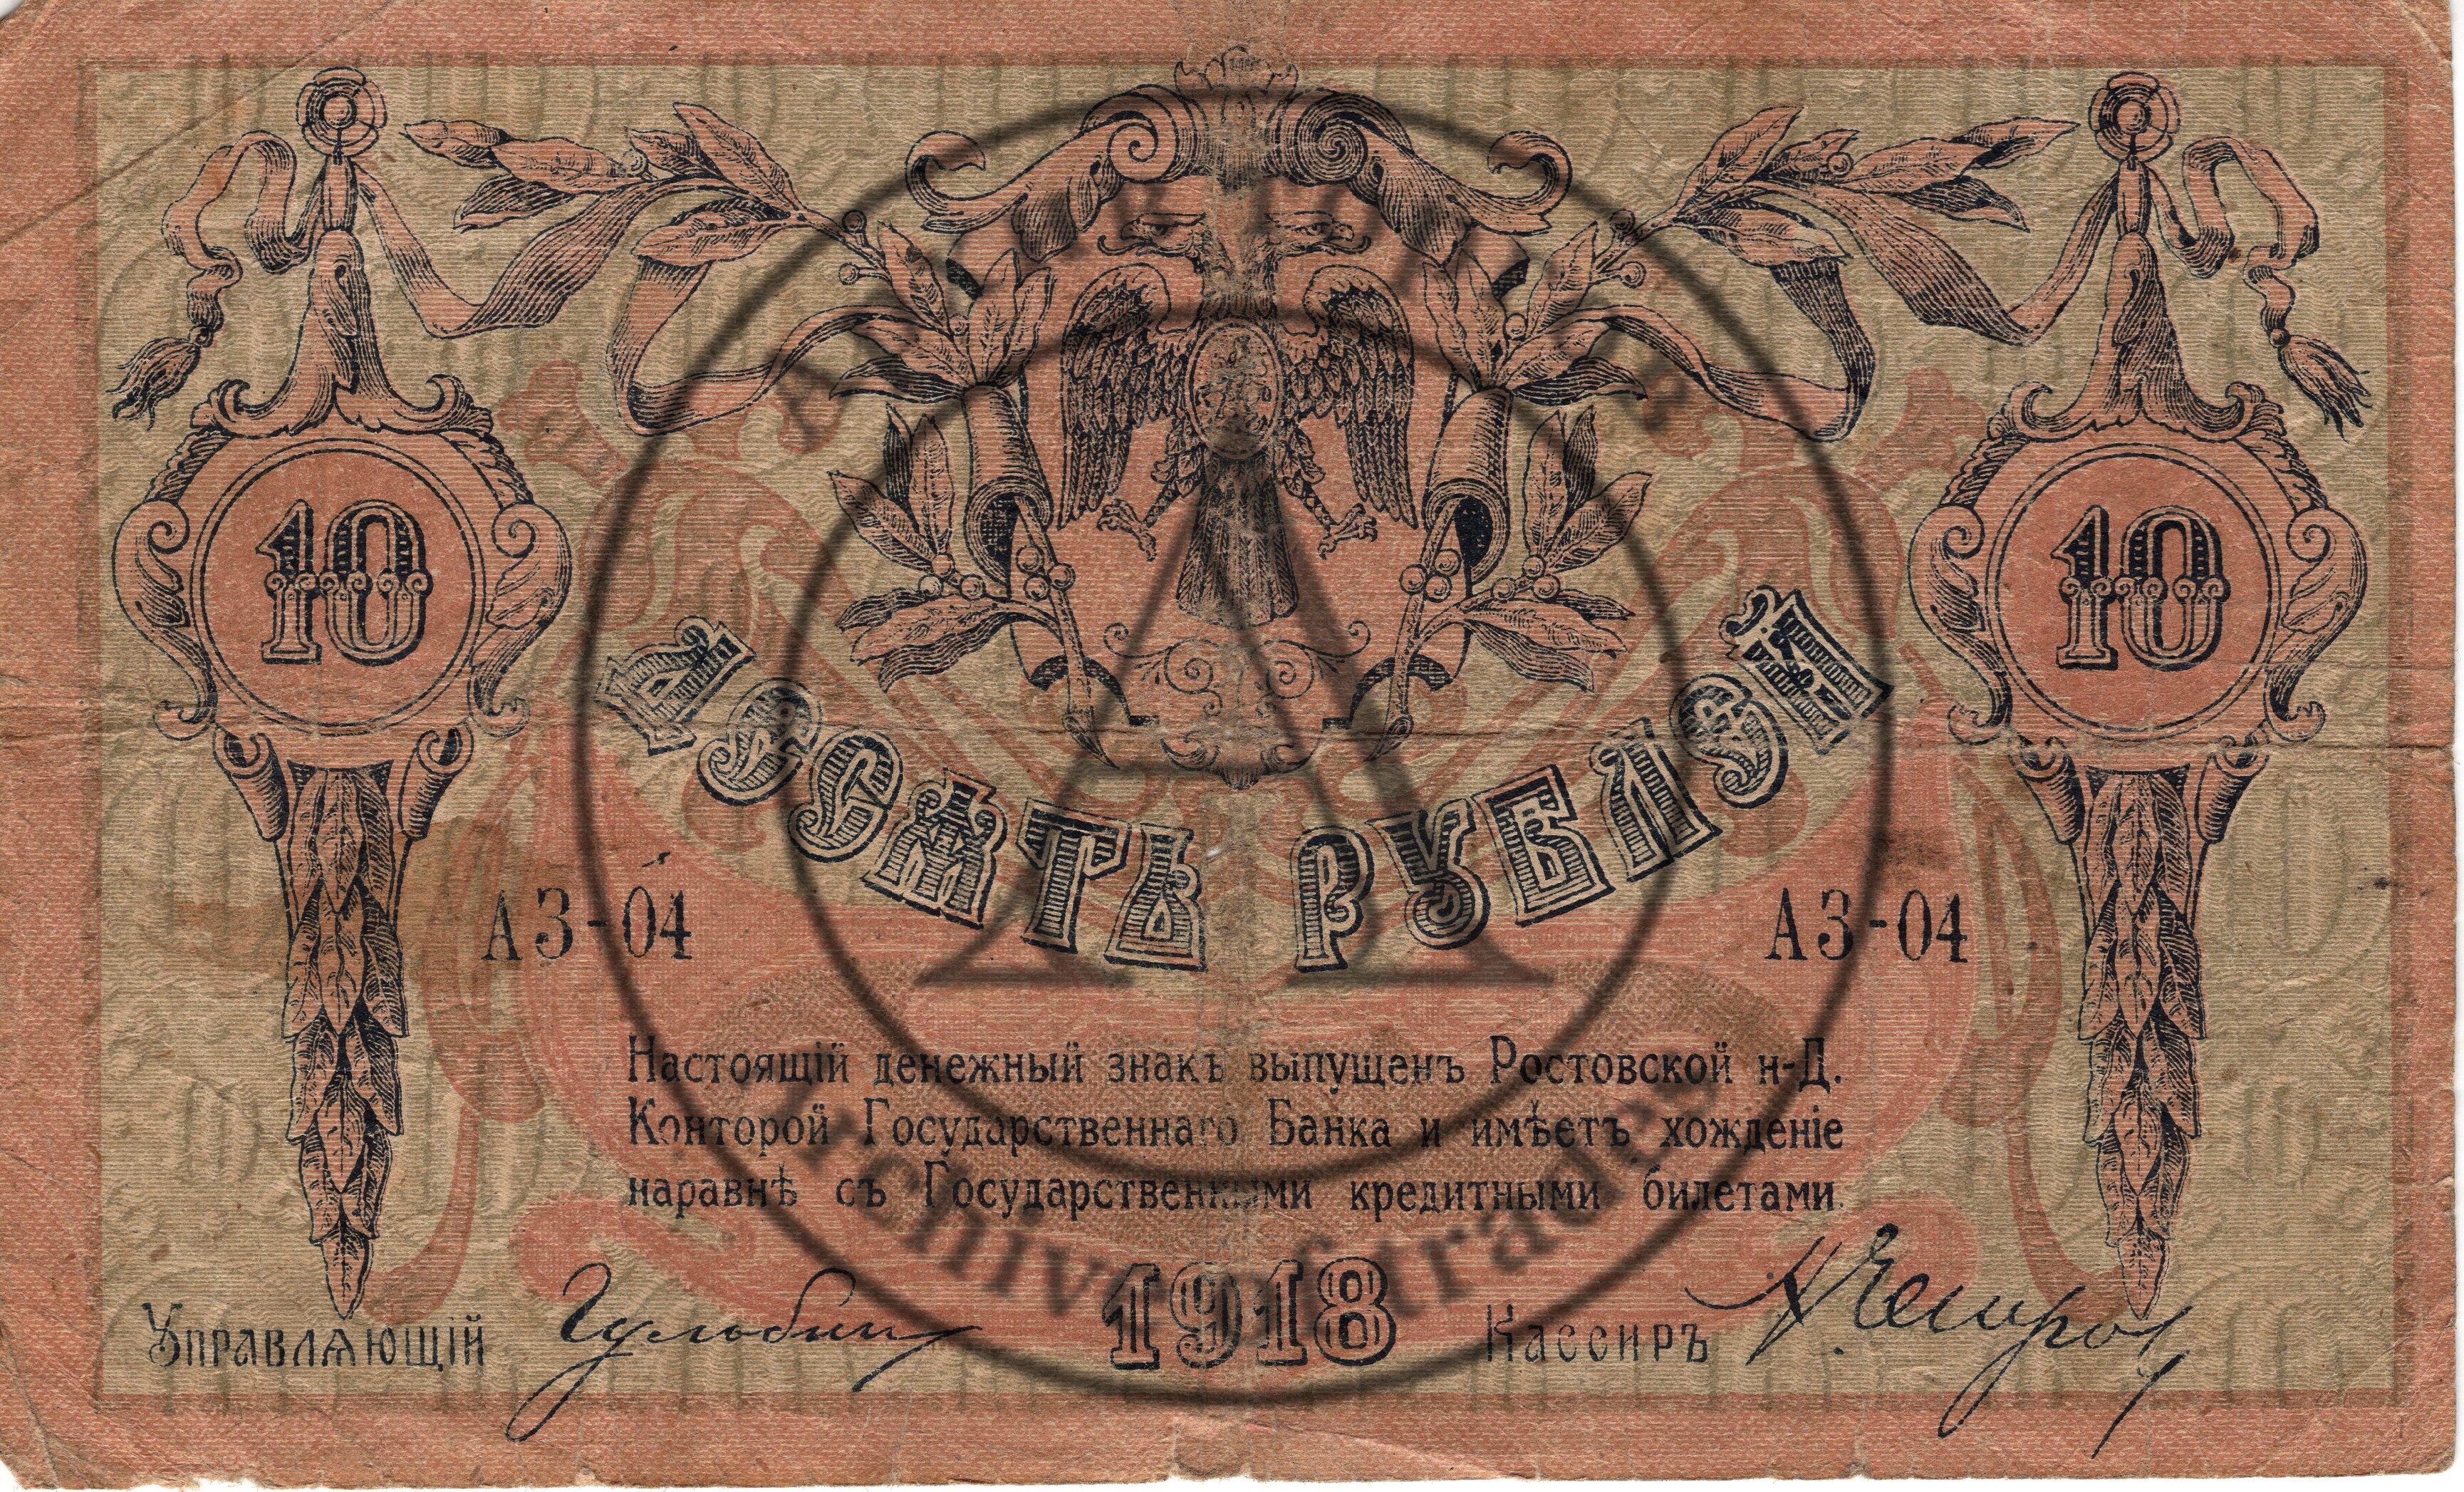 10
10
ДЕСЯТЬ РУБЛЕЙ
АЗ-04
АЗ-04
Настоящій денежный знакъ выпущенъ Ростовской н-Д.
Конторой Государственнаго Банка и имѣетъ хожденіе
наравнѣ съ Государственными кредитными билетами.
1918
Управляющій
Кассиръ
A